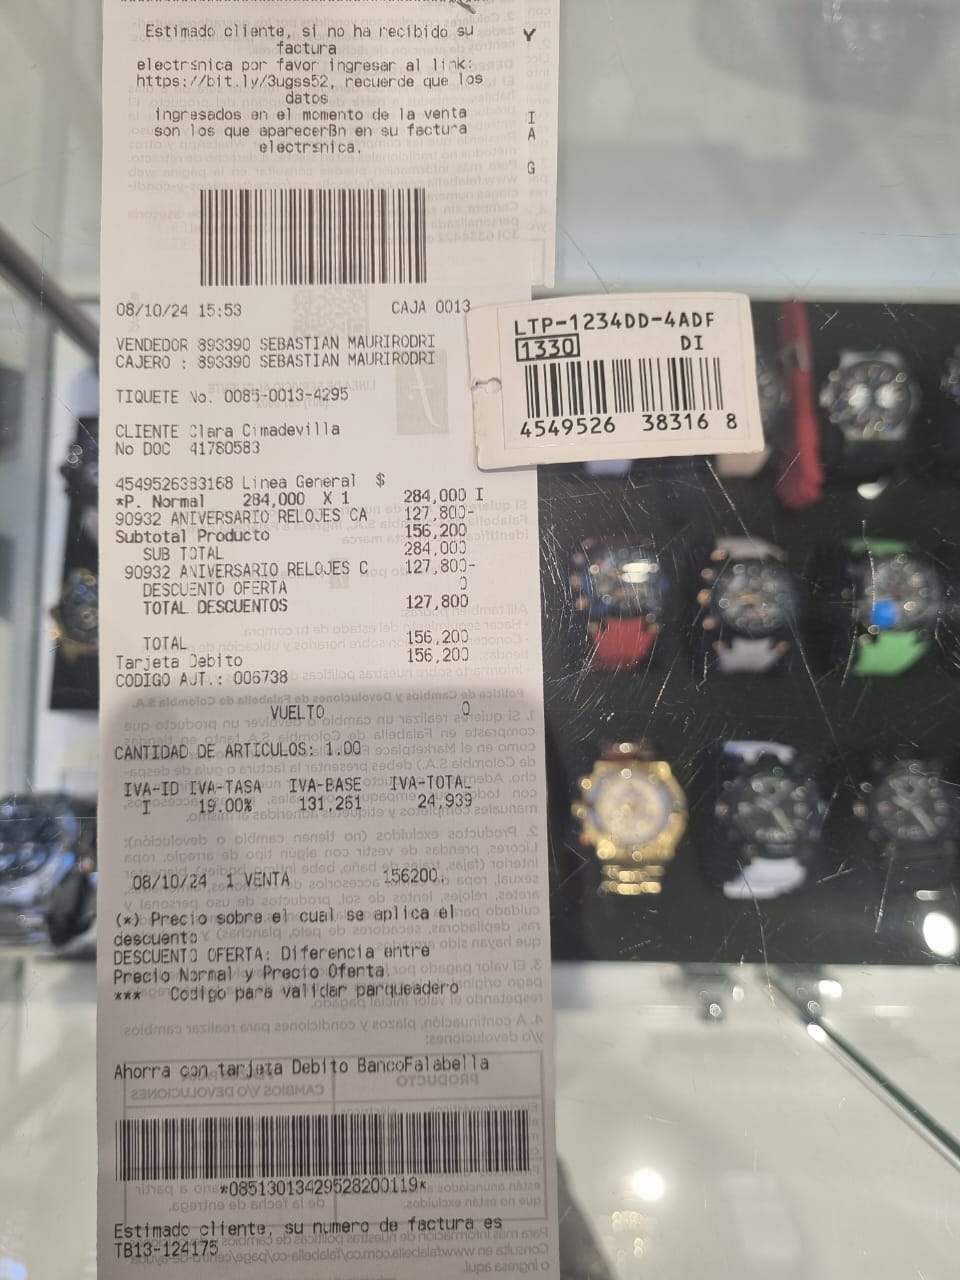 Estimado cliente, si no ha recibido su
factura
electrsnica por favor ingresar al link:
https://bit.ly/3ugss52, recuerde que los
datos
ingresados en el momento de la venta
son los que aparecerßn en su factura
electrsnica.
Y
I
A
G
08/10/24 15:53 CAJA 0013
VENDEDOR 893390 SEBASTIAN MAURIRODRI
CAJERO : 893390 SEBASTIAN MAURIRODRI
TIQUETE No. 0085-0013-4295
CLIENTE Clara Cimadevilla
No DOC 41780583
4549526383168 Linea General $
*P. Normal 284,000 X 1 284,000 I
90932 ANIVERSARIO RELOJES CA 127,800-
Subtotal Producto 156,200
SUB TOTAL 284,000
90932 ANIVERSARIO RELOJES C 127,800-
DESCUENTO OFERTA 0
TOTAL DESCUENTOS 127,800
TOTAL 156,200
Tarjeta Debito 156,200
CODIGO AUT.: 006738
VUELTO 0
CANTIDAD DE ARTICULOS: 1.00
IVA-ID IVA-TASA IVA-BASE IVA-TOTAL
I 19.00% 131,261 24,939
08/10/24 1 VENTA 156200.
(*) Precio sobre el cual se aplica el
descuento
DESCUENTO OFERTA: Diferencia entre
Precio Normal y Precio Oferta
*** Codigo para validar parqueadero
Ahorra con tarjeta Debito BancoFalabella
*08513013429528200119*
Estimado cliente, su numero de factura es
TB13-124175
LTP-1234DD-4ADF
1330 DI
4549526 38316 8